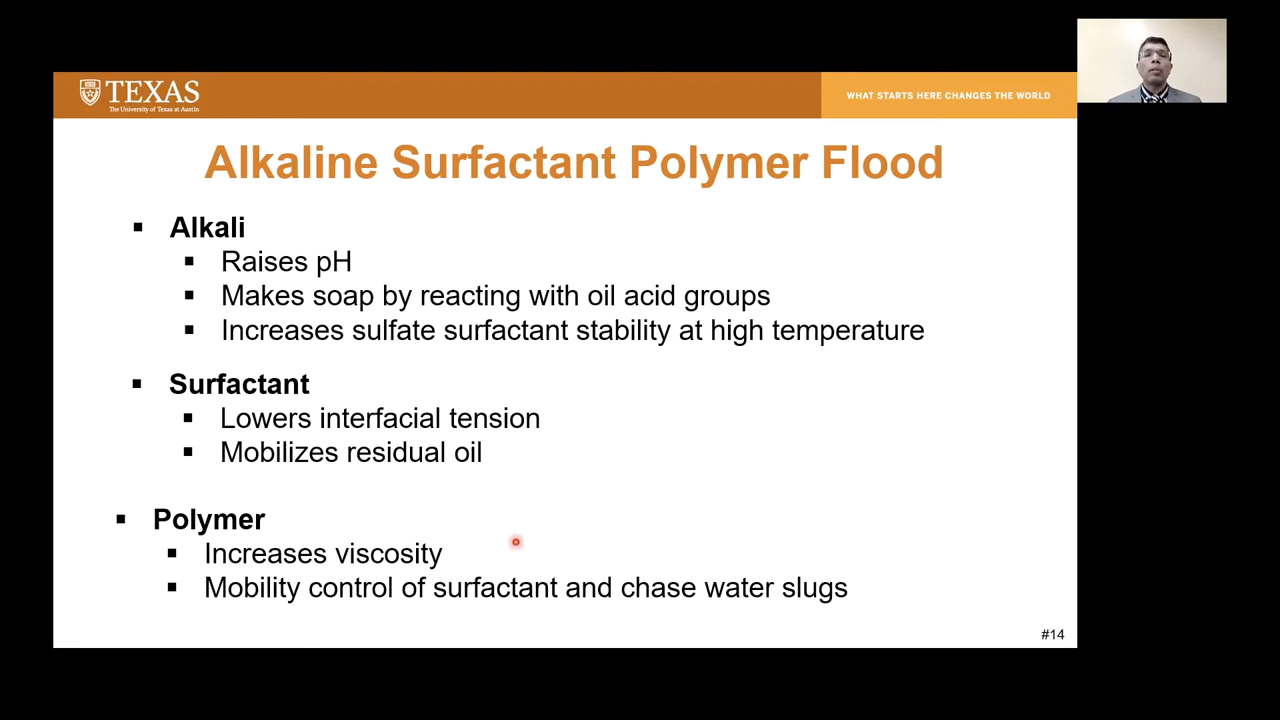 TEXAS
The University of Texas at Austin
WHAT STARTS HERE CHANGES THE WORLD
Alkaline Surfactant Polymer Flood
▪ Alkali
▪ Raises pH
▪ Makes soap by reacting with oil acid groups
▪ Increases sulfate surfactant stability at high temperature
▪ Surfactant
▪ Lowers interfacial tension
▪ Mobilizes residual oil
▪ Polymer
▪ Increases viscosity
▪ Mobility control of surfactant and chase water slugs
#14